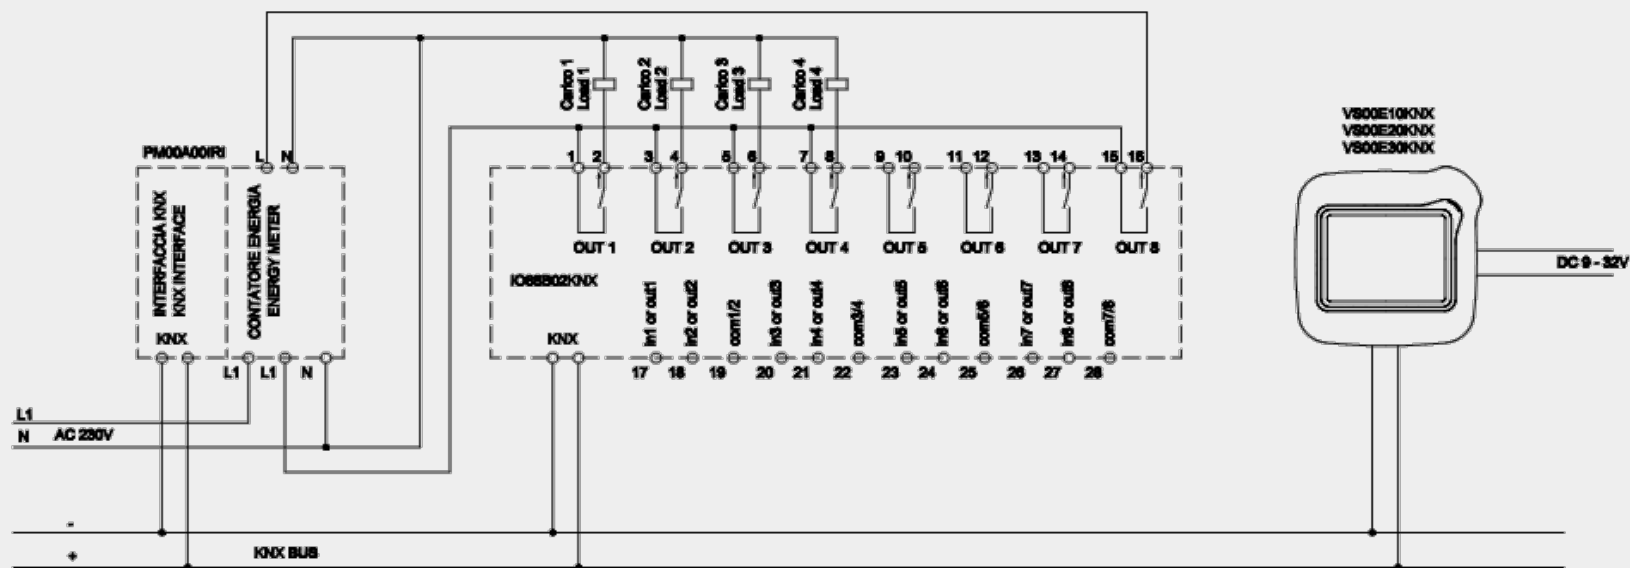 Carico 1
Load 1
Carico 2
Load 2
Carico 3
Load 3
Carico 4
Load 4
VS00E10KNX
VS00E20KNX
VS00E30KNX
PM00A00IRI
L N
1 2 3 4 5 6 7 8 9 10 11 12 13 14 15 16
INTERFACCIA KNX
KNX INTERFACE
CONTATORE ENERGIA
ENERGY METER
OUT 1 OUT 2 OUT 3 OUT 4 OUT 5 OUT 6 OUT 7 OUT 8
DC 9 - 32V
IO88B02KNX
in1 or out1
in2 or out2
com1/2
in3 or out3
in4 or out4
com3/4
in5 or out5
in6 or out6
com5/6
in7 or out7
in8 or out8
com7/8
KNX
KNX
L1 L1 N
17 18 19 20 21 22 23 24 25 26 27 28
L1
N AC 230V
-
+ KNX BUS